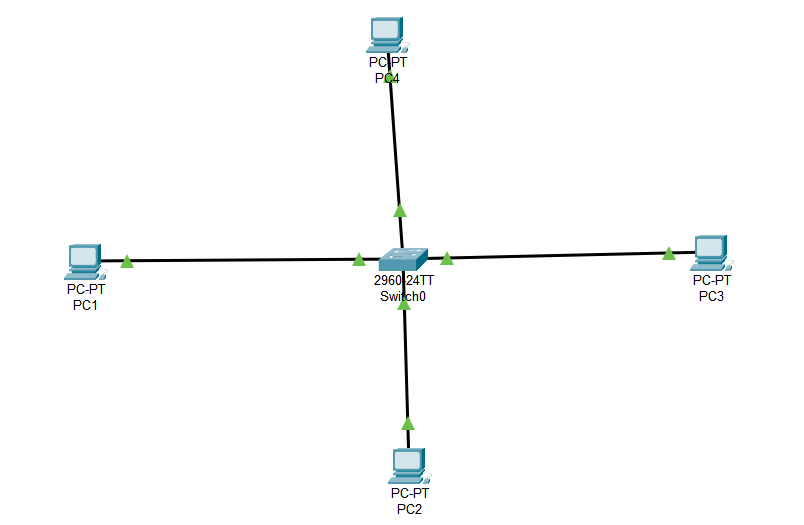 PC-PT
PC4
PC-PT
PC1
2960-24TT
Switch0
PC-PT
PC3
PC-PT
PC2